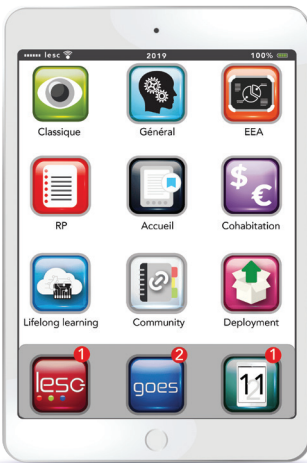 lesc 2019 100%
Classique Général EEA
$ €
RP Accueil Cohabitation
Lifelong learning Community Deployment
1 2 1
lesc goes 11